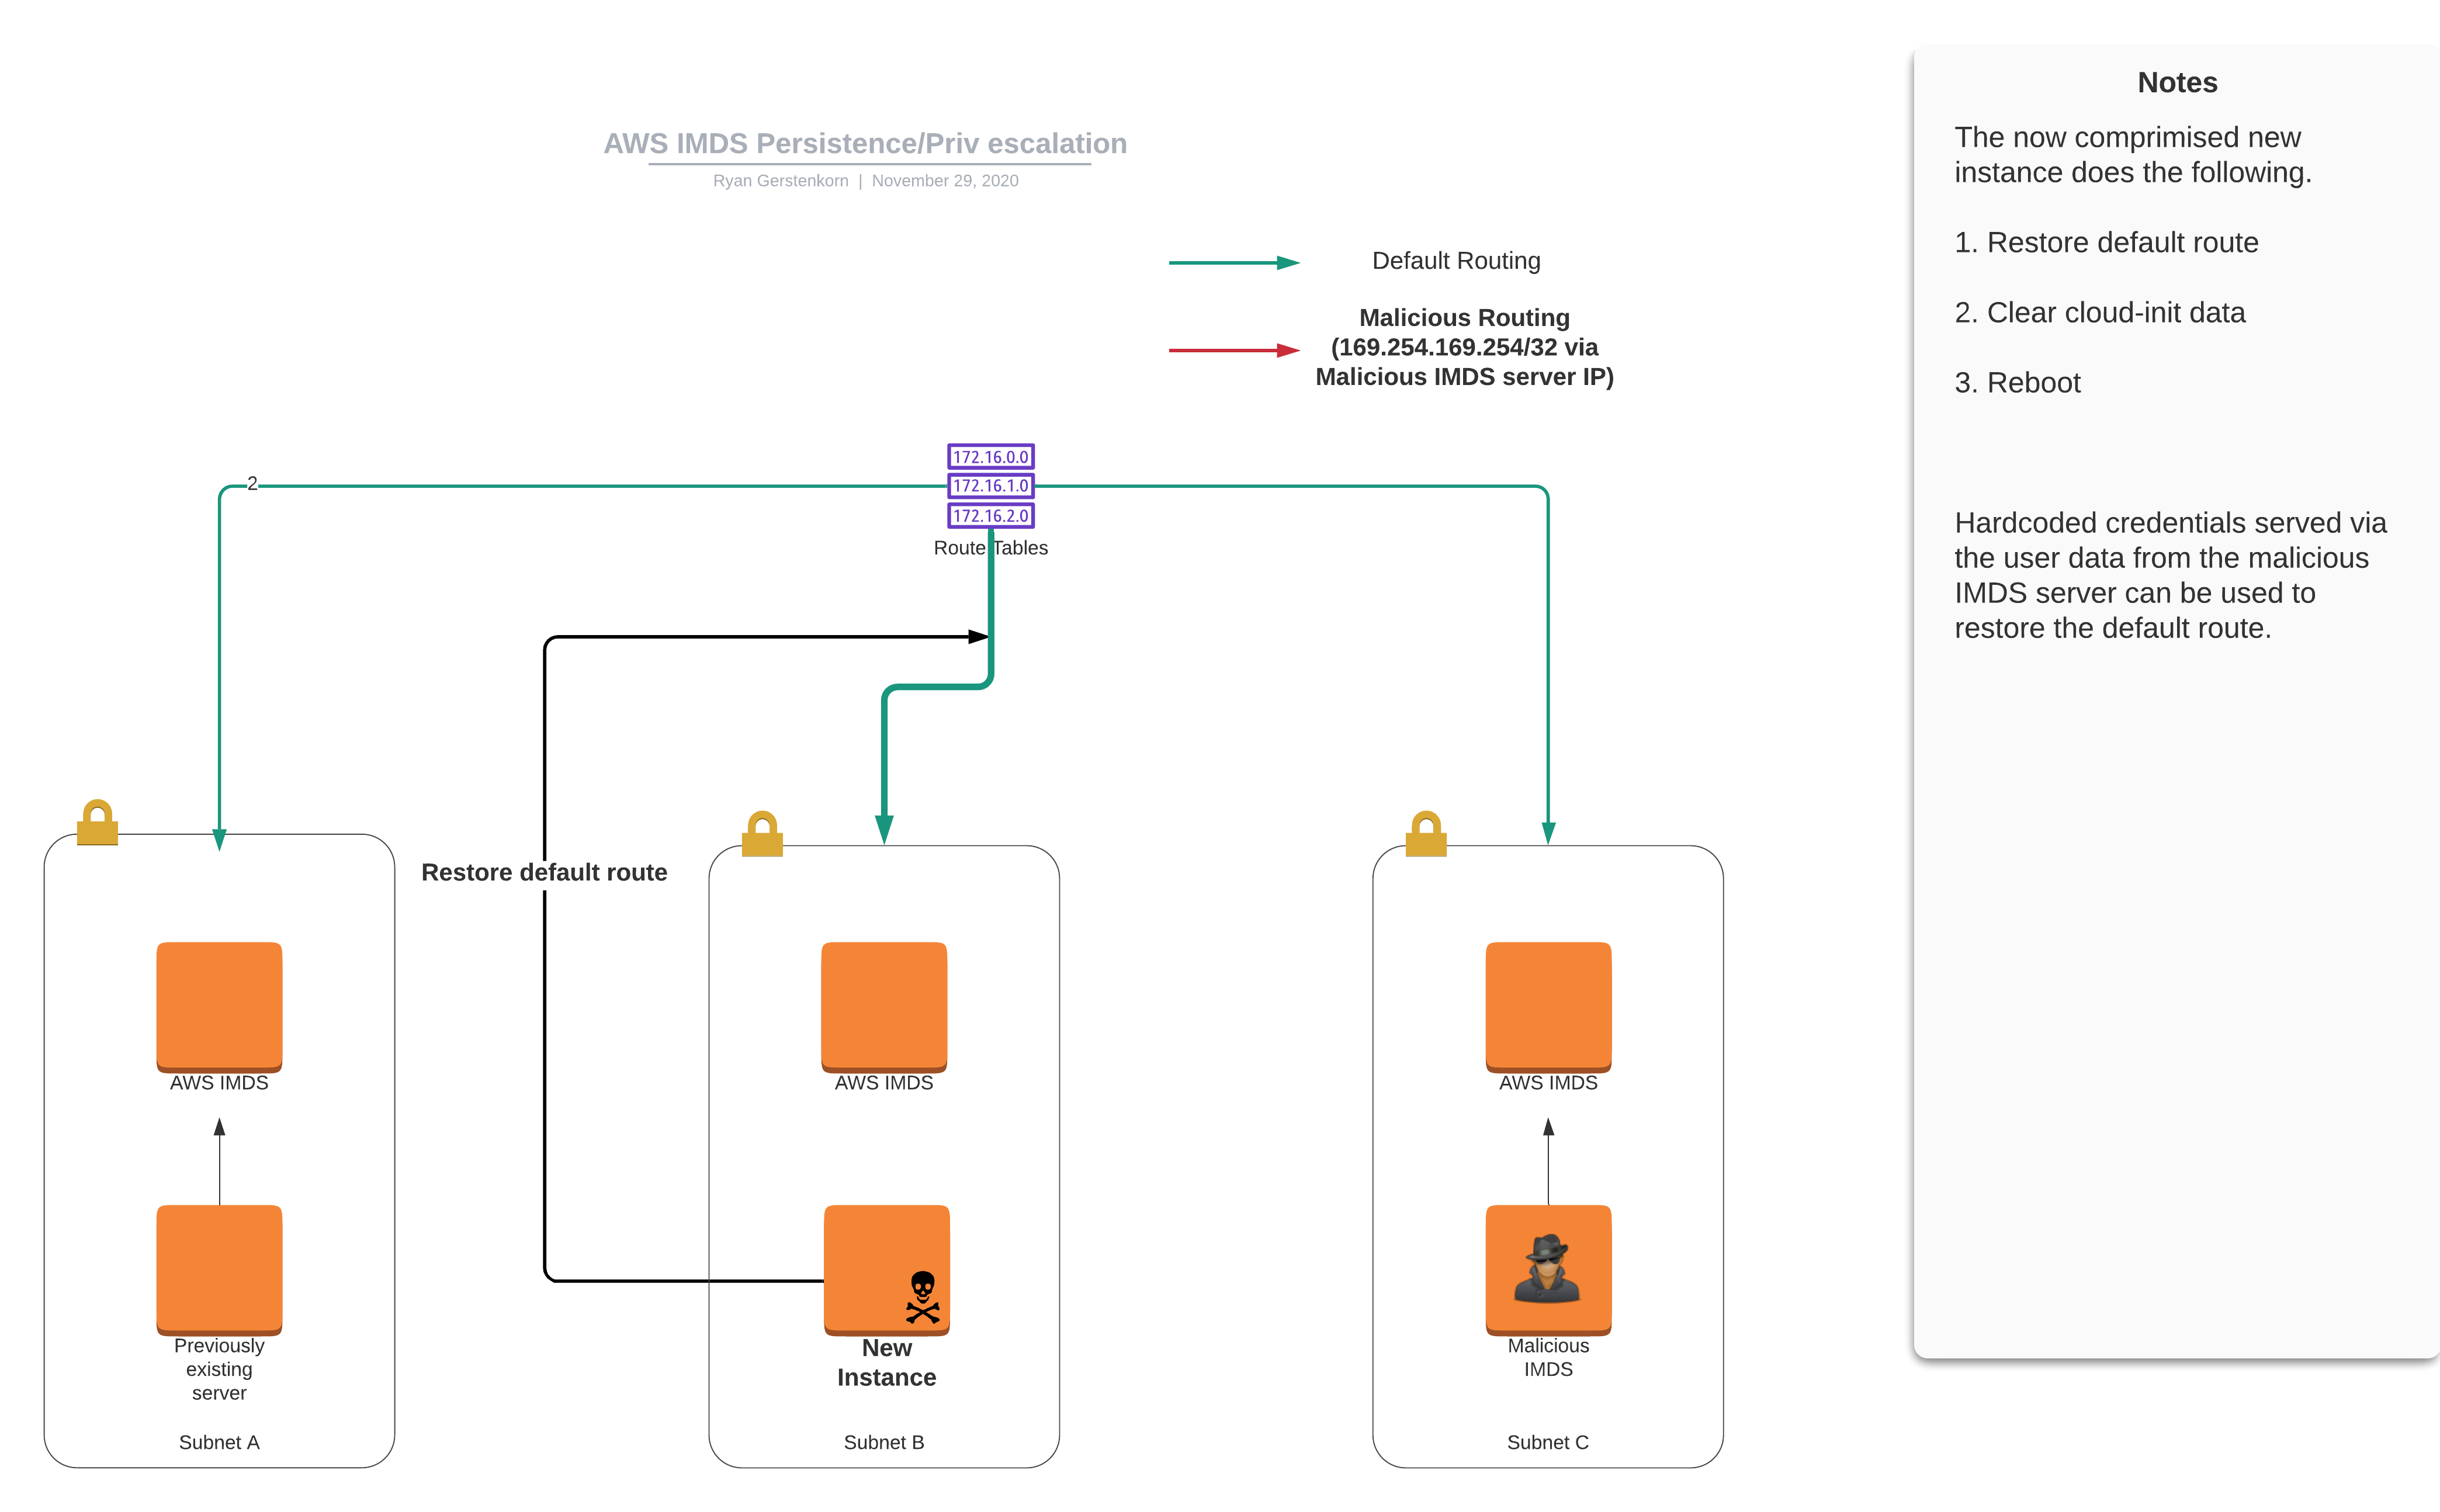 AWS IMDS Persistence/Priv escalation
Ryan Gerstenkorn | November 29, 2020
Default Routing
Malicious Routing
(169.254.169.254/32 via
Malicious IMDS server IP)
172.16.0.0
172.16.1.0
172.16.2.0
Route Tables
2
Restore default route
AWS IMDS
Previously
existing
server
Subnet A
AWS IMDS
New
Instance
Subnet B
AWS IMDS
Malicious
IMDS
Subnet C
Notes
The now comprimised new
instance does the following.
1. Restore default route
2. Clear cloud-init data
3. Reboot
Hardcoded credentials served via
the user data from the malicious
IMDS server can be used to
restore the default route.